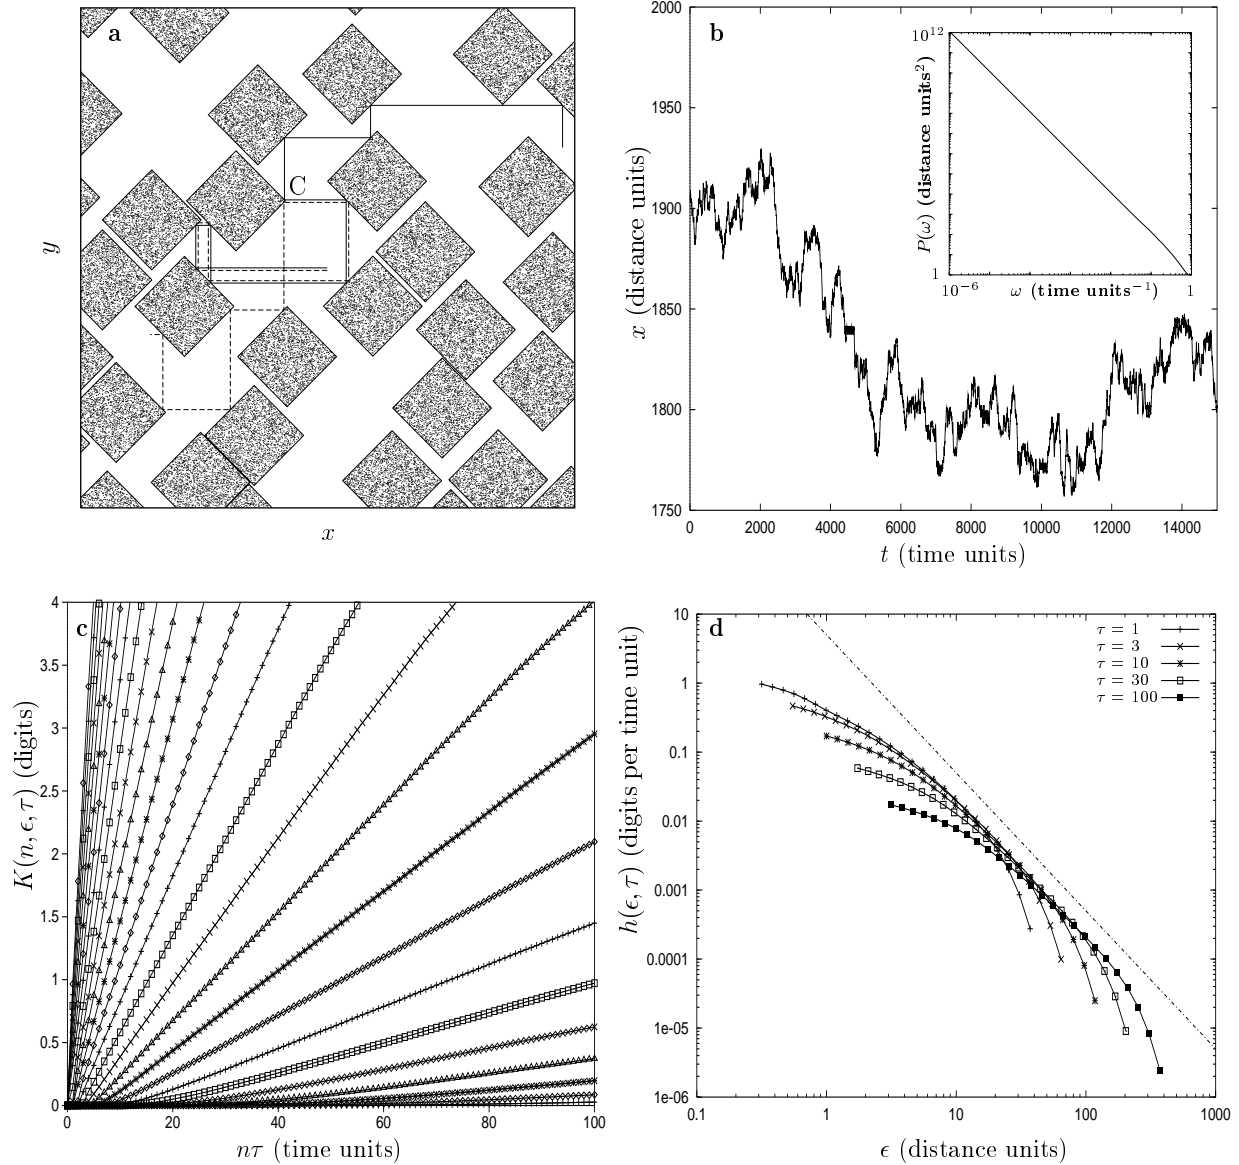 a
C
y
x
b
2000
1950
1900
1850
1800
1750
x (distance units)
0 2000 4000 6000 8000 10000 12000 14000
t (time units)
10^12
1
P(ω) (distance units^2)
10^-6 ω (time units^-1) 1
c
4
3.5
3
2.5
2
1.5
1
0.5
0
K(n, ϵ, τ) (digits)
0 20 40 60 80 100
nτ (time units)
d
10
1
0.1
0.01
0.001
0.0001
1e-05
1e-06
h(ϵ, τ) (digits per time unit)
τ = 1
τ = 3
τ = 10
τ = 30
τ = 100
0.1 1 10 100 1000
ϵ (distance units)